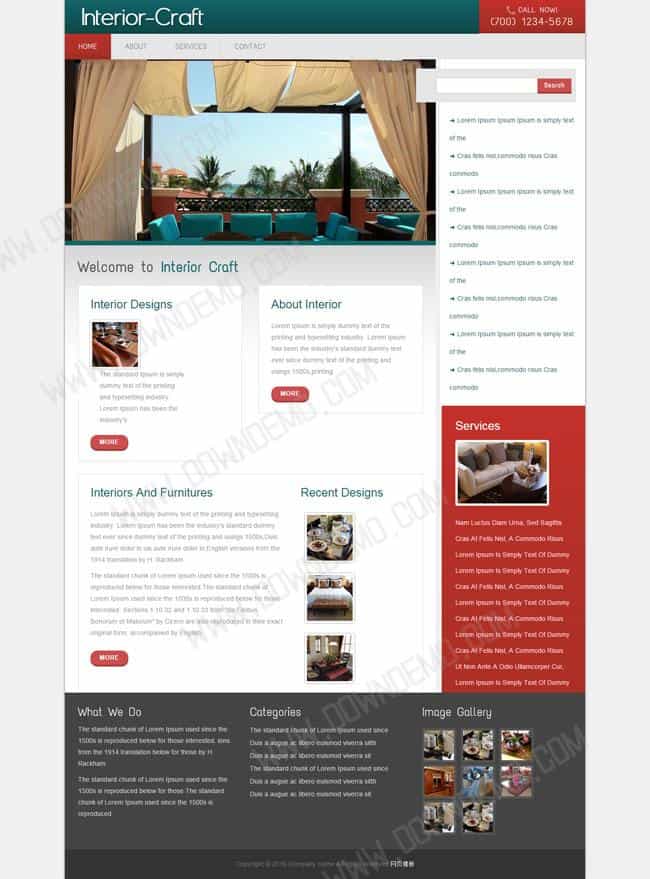 Interior-Craft
CALL NOW!
(700) 1234-5678
HOME
ABOUT
SERVICES
CONTACT
Search
Lorem Ipsum Ipsum Ipsum is simply text
of the
Cras felis nisl,commodo risus Cras
commodo
Lorem Ipsum Ipsum Ipsum is simply text
of the
Cras felis nisl,commodo risus Cras
commodo
Lorem Ipsum Ipsum Ipsum is simply text
of the
Cras felis nisl,commodo risus Cras
commodo
Lorem Ipsum Ipsum Ipsum is simply text
of the
Cras felis nisl,commodo risus Cras
commodo
Welcome to Interior Craft
Interior Designs
The standard Ipsum is simply
dummy text of the printing
and typesetting industry.
Lorem Ipsum has been the
industry's
MORE
About Interior
Lorem Ipsum is simply dummy text of the
printing and typesetting industry. Lorem Ipsum
has been the industry's standard dummy text
ever since dummy text of the printing and
usings 1500s,printing
MORE
Interiors And Furnitures
Lorem Ipsum is simply dummy text of the printing and typesetting
industry. Lorem Ipsum has been the industry's standard dummy
text ever since dummy text of the printing and usings 1500s,Duis
aute irure dolor to uis aute irure dolor in English versions from the
1914 translation by H. Rackham.
The standard chunk of Lorem Ipsum used since the 1500s is
reproduced below for those interested.The standard chunk of
Lorem Ipsum used since the 1500s is reproduced below for those
interested. Sections 1.10.32 and 1.10.33 from"de Finibus
Bonorum et Malorum" by Cicero are also reproduced in their exact
original form, accompanied by English
MORE
Recent Designs
Services
Nam Luctus Diam Urna, Sed Sagittis
Cras At Felis Nisl, A Commodo Risus
Lorem Ipsum Is Simply Text Of Dummy
Cras At Felis Nisl, A Commodo Risus
Lorem Ipsum Is Simply Text Of Dummy
Cras At Felis Nisl, A Commodo Risus
Lorem Ipsum Is Simply Text Of Dummy
Cras At Felis Nisl, A Commodo Risus
Cras At Felis Nisl, A Commodo Risus
Ut Non Ante A Odio Ullamcorper Cur,
Lorem Ipsum Is Simply Text Of Dummy
What We Do
The standard chunk of Lorem Ipsum used since the
1500s is reproduced below for those interested. ions
from the 1914 translation below for those by H.
Rackham
The standard chunk of Lorem Ipsum used since the
1500s is reproduced below for those The standard
chunk of Lorem Ipsum used since the 1500s is
reproduced
Categories
The standard chunk of Lorem Ipsum used since
Duis a augue ac libero euismod viverra sitth
Duis a augue ac libero euismod viverra sit
The standard chunk of Lorem Ipsum used since
Duis a augue ac libero euismod viverra sitth
Duis a augue ac libero euismod viverra sit
Image Gallery
WWW.DOWNDEMO.COM